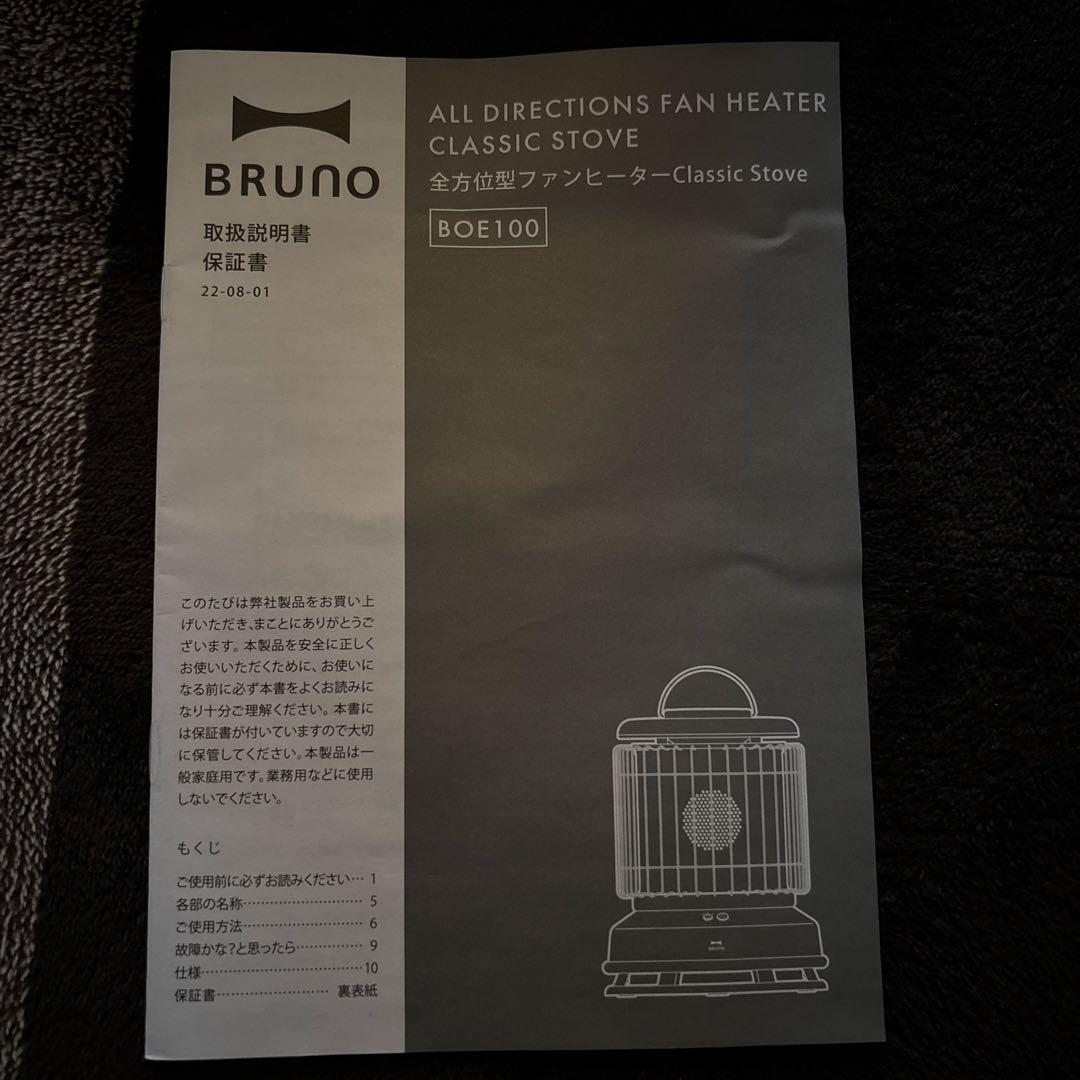 BRUNO
取扱説明書
保証書
22-08-01
ALL DIRECTIONS FAN HEATER
CLASSIC STOVE
全方位型ファンヒーターClassic Stove
BOE100
このたびは弊社製品をお買い上
げいただき、まことにありがとうご
ざいます。本製品を安全に正しく
お使いいただくために、お使いに
なる前に必ず本書をよくお読みに
なり十分ご理解ください。本書に
は保証書が付いていますので大切
に保管してください。本製品は一
般家庭用です。業務用などに使用
しないでください。
もくじ
ご使用前に必ずお読みください… 1
各部の名称……………………… 5
ご使用方法……………………… 6
故障かな?と思ったら…………… 9
仕様………………………………10
保証書…………………… 裏表紙
BRUNO